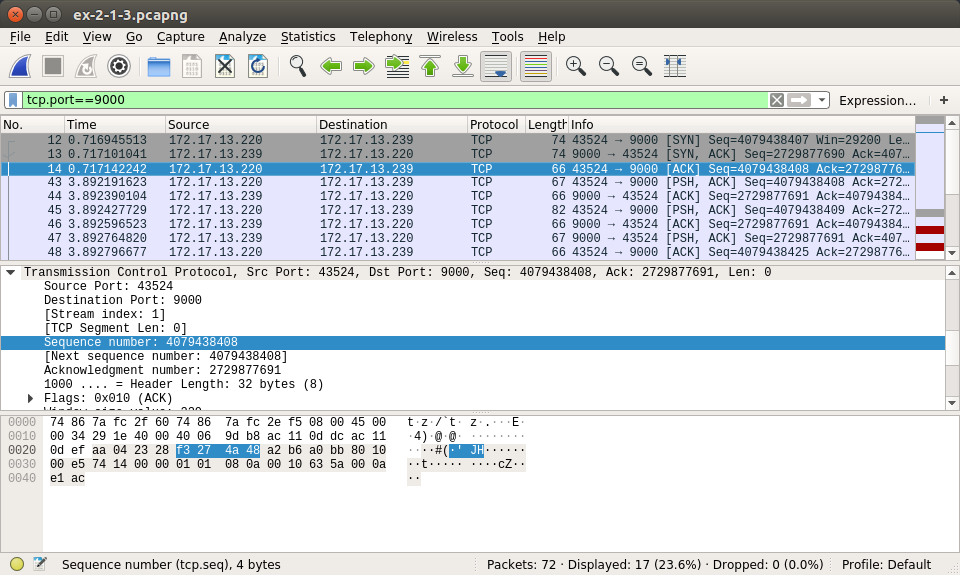 ex-2-1-3.pcapng
File Edit View Go Capture Analyze Statistics Telephony Wireless Tools Help
tcp.port==9000 Expression… +
No. Time Source Destination Protocol Length Info
12 0.716945513 172.17.13.220 172.17.13.239 TCP 74 43524 → 9000 [SYN] Seq=4079438407 Win=29200 Le…
13 0.717101041 172.17.13.239 172.17.13.220 TCP 74 9000 → 43524 [SYN, ACK] Seq=2729877690 Ack=407…
14 0.717142242 172.17.13.220 172.17.13.239 TCP 66 43524 → 9000 [ACK] Seq=4079438408 Ack=27298776…
43 3.892191623 172.17.13.220 172.17.13.239 TCP 67 43524 → 9000 [PSH, ACK] Seq=4079438408 Ack=272…
44 3.892390104 172.17.13.239 172.17.13.220 TCP 66 9000 → 43524 [ACK] Seq=2729877691 Ack=40794384…
45 3.892427729 172.17.13.220 172.17.13.239 TCP 82 43524 → 9000 [PSH, ACK] Seq=4079438409 Ack=272…
46 3.892596523 172.17.13.239 172.17.13.220 TCP 66 9000 → 43524 [ACK] Seq=2729877691 Ack=40794384…
47 3.892764820 172.17.13.239 172.17.13.220 TCP 67 9000 → 43524 [PSH, ACK] Seq=2729877691 Ack=407…
48 3.892796677 172.17.13.220 172.17.13.239 TCP 66 43524 → 9000 [ACK] Seq=4079438425 Ack=27298776…
Transmission Control Protocol, Src Port: 43524, Dst Port: 9000, Seq: 4079438408, Ack: 2729877691, Len: 0
Source Port: 43524
Destination Port: 9000
[Stream index: 1]
[TCP Segment Len: 0]
Sequence number: 4079438408
[Next sequence number: 4079438408]
Acknowledgment number: 2729877691
1000 .... = Header Length: 32 bytes (8)
Flags: 0x010 (ACK)
Window size value: 229
0000 74 86 7a fc 2f 60 74 86 7a fc 2e f5 08 00 45 00 t·z·/`t· z·.···E·
0010 00 34 29 1e 40 00 40 06 9d b8 ac 11 0d dc ac 11 ·4)·@·@· ········
0020 0d ef aa 04 23 28 f3 27 4a 48 a2 b6 a0 bb 80 10 ····#(·' JH······
0030 00 e5 74 14 00 00 01 01 08 0a 00 10 63 5a 00 0a ··t····· ····cZ··
0040 e1 ac ··
Sequence number (tcp.seq), 4 bytes Packets: 72 · Displayed: 17 (23.6%) · Dropped: 0 (0.0%) Profile: Default